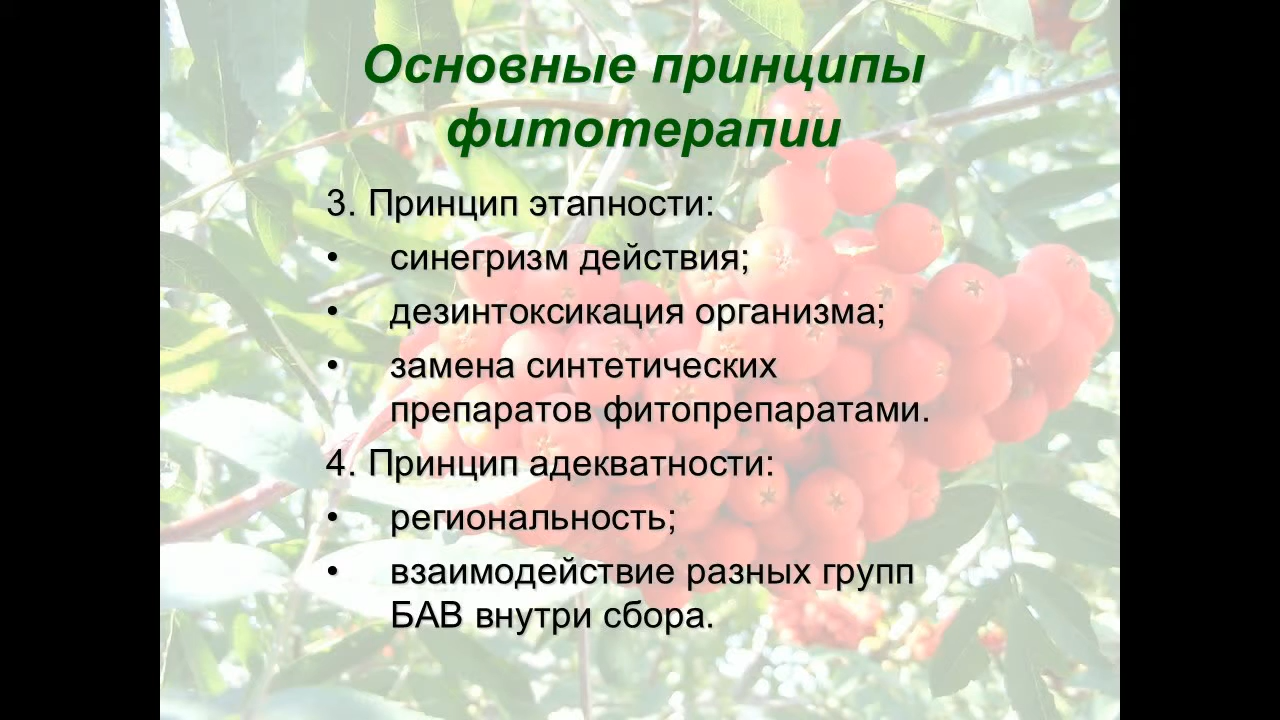 Основные принципы
фитотерапии
3. Принцип этапности:
• синегризм действия;
• дезинтоксикация организма;
• замена синтетических
препаратов фитопрепаратами.
4. Принцип адекватности:
• региональность;
• взаимодействие разных групп
БАВ внутри сбора.